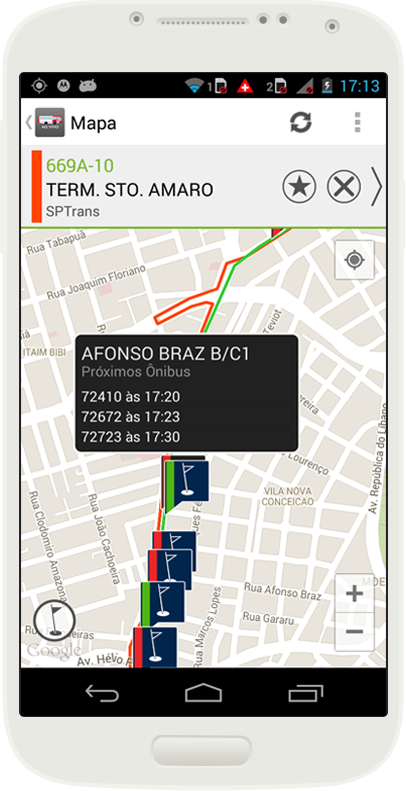 1
2
17:13
AO VIVO
Mapa
669A-10
TERM. STO. AMARO
SPTrans
Rua Tabapuã
Rua Joaquim Floriano
Teviot
ITAIM BIBI
AFONSO BRAZ B/C1
Próximos Ônibus
72410 às 17:20
72672 às 17:23
72723 às 17:30
Lourenço
Av. República do Líbano
VILA NOVA
CONCEICAO
Rua João Cachoeira
Rua Clodomiro Amazonas
Rua Afonso Braz
Rua Gararu
Rua Marcos Lopes
+
−
Google
Av. Hélio